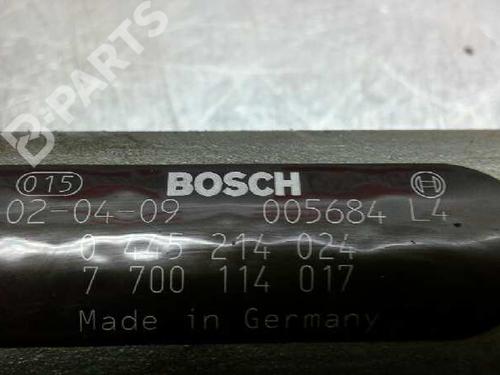 B-PARTS
015 BOSCH
02-04-09 005684 L4
0 445 214 024
7 700 114 017
Made in Germany